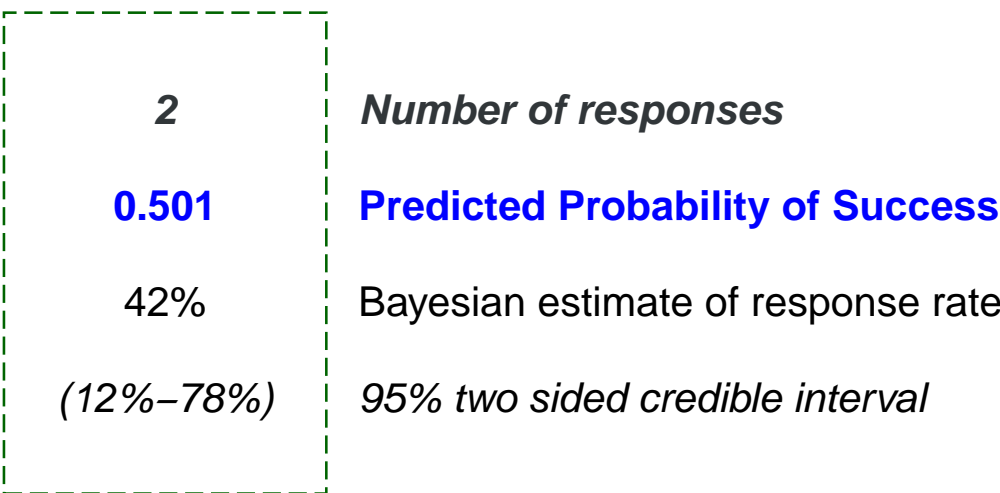 2 Number of responses
0.501 Predicted Probability of Success
42% Bayesian estimate of response rate
(12%–78%) 95% two sided credible interval